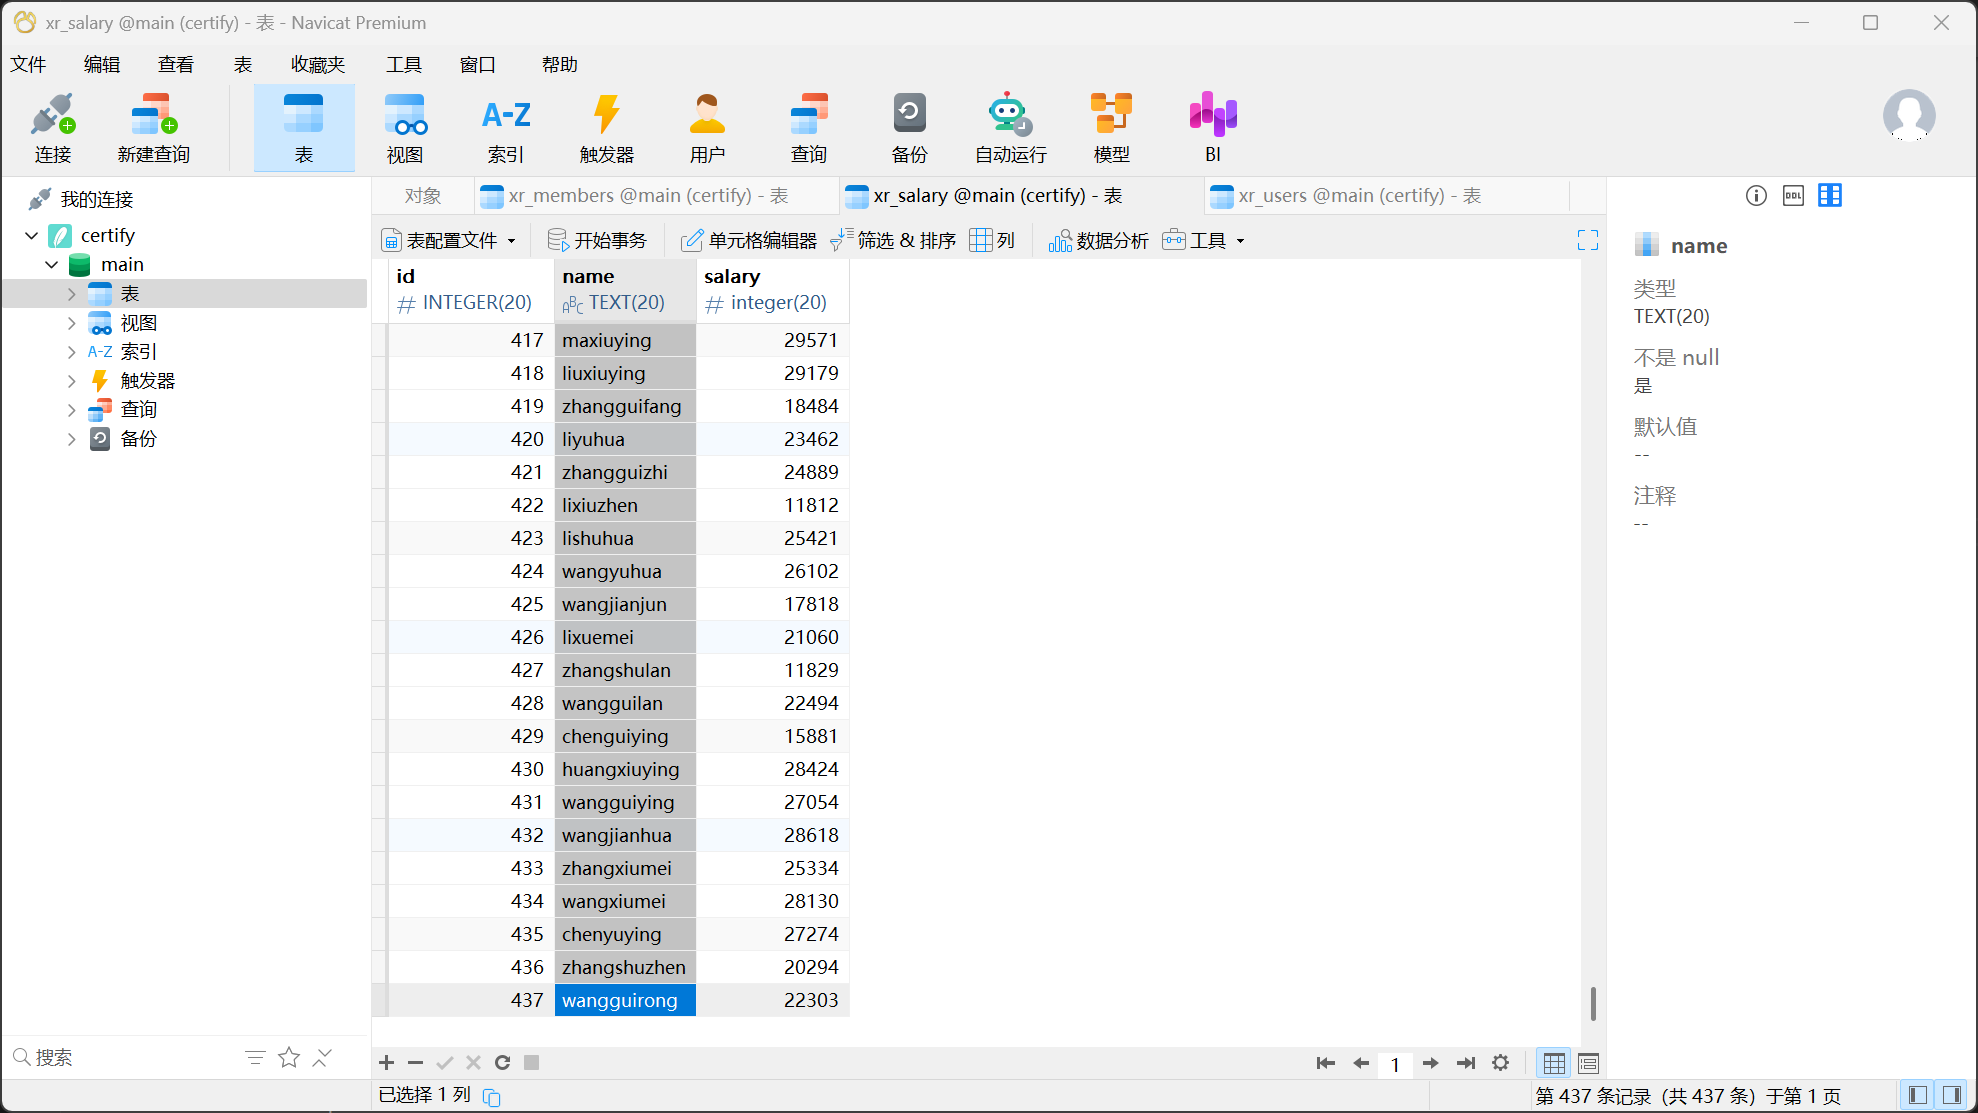 xr_salary @main (certify) - 表 - Navicat Premium
文件 编辑 查看 表 收藏夹 工具 窗口 帮助
连接 新建查询 表 视图 A-Z 索引 触发器 用户 查询 备份 自动运行 模型 BI
我的连接
certify
main
表
视图
A-Z 索引
触发器
查询
备份
搜索
对象 xr_members @main (certify) - 表 xr_salary @main (certify) - 表 xr_users @main (certify) - 表
表配置文件 开始事务 单元格编辑器 筛选 & 排序 列 数据分析 工具
id name salary
# INTEGER(20) ABC TEXT(20) # integer(20)
417 maxiuying 29571
418 liuxiuying 29179
419 zhangguifang 18484
420 liyuhua 23462
421 zhangguizhi 24889
422 lixiuzhen 11812
423 lishuhua 25421
424 wangyuhua 26102
425 wangjianjun 17818
426 lixuemei 21060
427 zhangshulan 11829
428 wangguilan 22494
429 chenguiying 15881
430 huangxiuying 28424
431 wangguiying 27054
432 wangjianhua 28618
433 zhangxiumei 25334
434 wangxiumei 28130
435 chenyuying 27274
436 zhangshuzhen 20294
437 wangguirong 22303
1
已选择 1 列
第 437 条记录（共 437 条）于第 1 页
DDL
name
类型
TEXT(20)
不是 null
是
默认值
--
注释
--